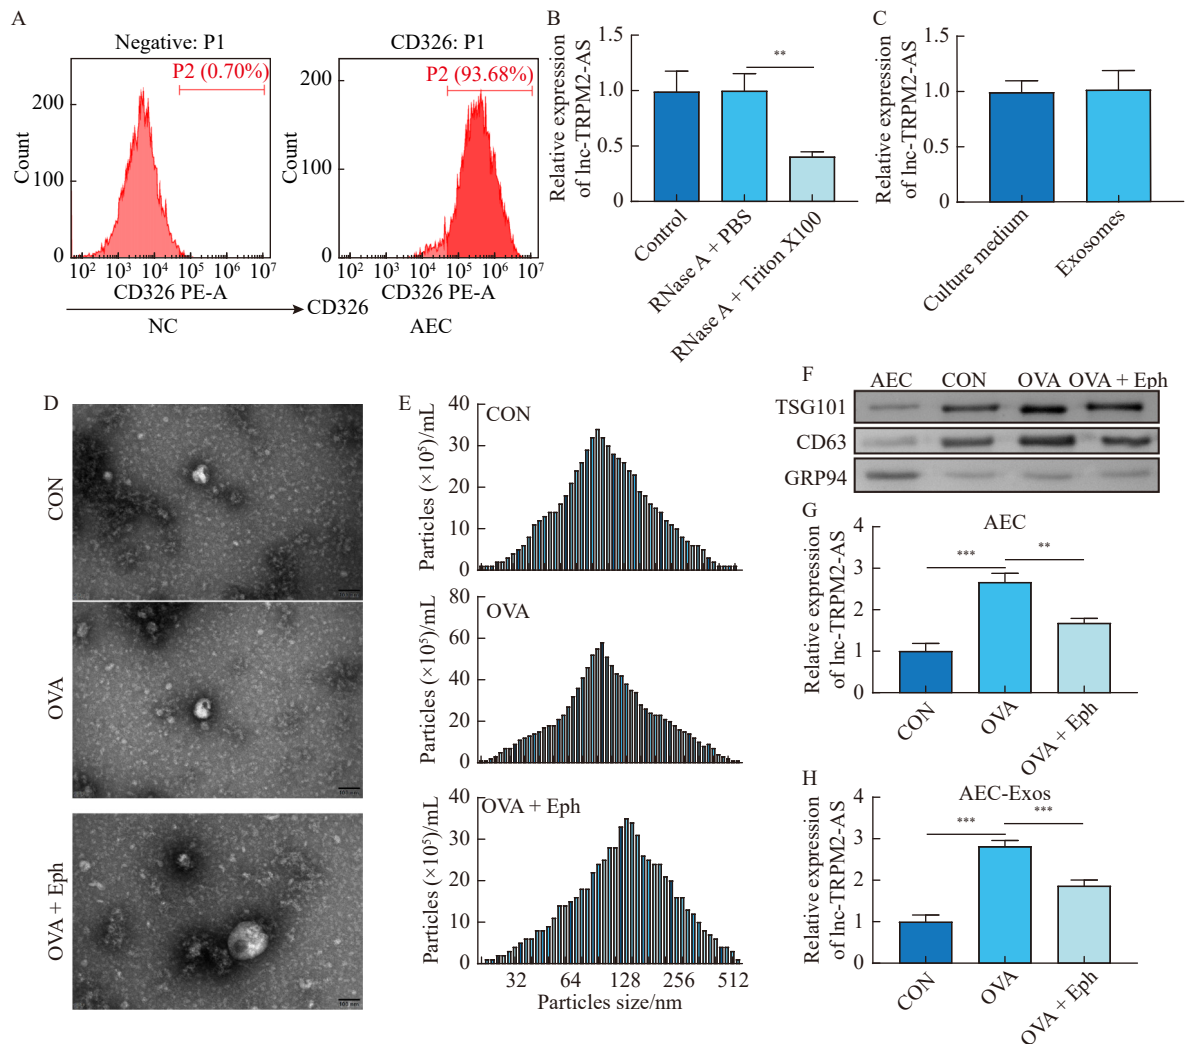 A
Negative: P1
P2 (0.70%)
Count
200
100
0
10² 10³ 10⁴ 10⁵ 10⁶ 10⁷
CD326 PE-A
NC
CD326: P1
P2 (93.68%)
Count
200
100
0
10² 10³ 10⁴ 10⁵ 10⁶ 10⁷
CD326 PE-A
CD326
AEC
B
Relative expression
of lnc-TRPM2-AS
1.5
1.0
0.5
0
**
Control
RNase A + PBS
RNase A + Triton X100
C
Relative expression
of lnc-TRPM2-AS
1.5
1.0
0.5
0
Culture medium
Exosomes
D
CON
OVA
OVA + Eph
E
Particles (×10⁵)/mL
40
30
20
10
0
CON
Particles (×10⁵)/mL
80
60
40
20
0
OVA
Particles (×10⁵)/mL
40
30
20
10
0
OVA + Eph
32 64 128 256 512
Particles size/nm
F
AEC CON OVA OVA + Eph
TSG101
CD63
GRP94
G
AEC
Relative expression
of lnc-TRPM2-AS
4
3
2
1
0
*** **
CON
OVA
OVA + Eph
H
AEC-Exos
Relative expression
of lnc-TRPM2-AS
4
3
2
1
0
*** ***
CON
OVA
OVA + Eph